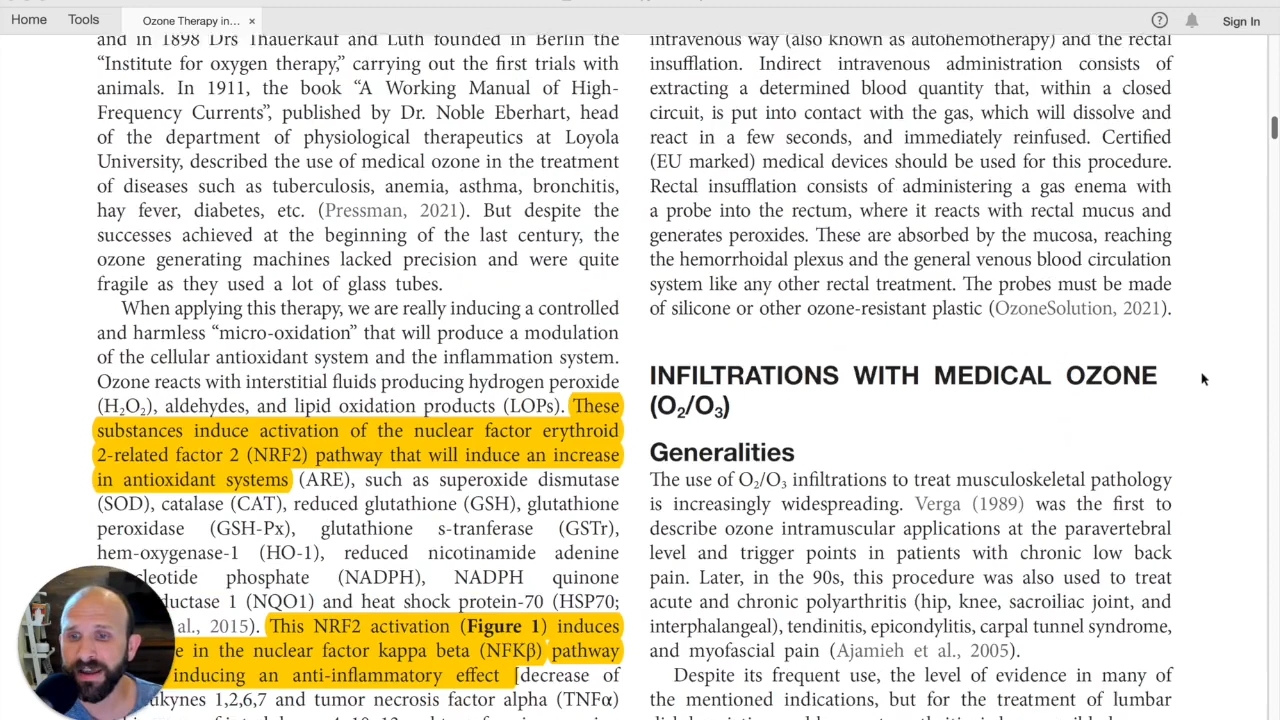 Home Tools Ozone Therapy in... × Sign In
and in 1898 Drs Thauerkauf and Luth founded in Berlin the
“Institute for oxygen therapy,” carrying out the first trials with
animals. In 1911, the book “A Working Manual of High-
Frequency Currents”, published by Dr. Noble Eberhart, head
of the department of physiological therapeutics at Loyola
University, described the use of medical ozone in the treatment
of diseases such as tuberculosis, anemia, asthma, bronchitis,
hay fever, diabetes, etc. (Pressman, 2021). But despite the
successes achieved at the beginning of the last century, the
ozone generating machines lacked precision and were quite
fragile as they used a lot of glass tubes.
When applying this therapy, we are really inducing a controlled
and harmless “micro-oxidation” that will produce a modulation
of the cellular antioxidant system and the inflammation system.
Ozone reacts with interstitial fluids producing hydrogen peroxide
(H₂O₂), aldehydes, and lipid oxidation products (LOPs). These
substances induce activation of the nuclear factor erythroid
2-related factor 2 (NRF2) pathway that will induce an increase
in antioxidant systems (ARE), such as superoxide dismutase
(SOD), catalase (CAT), reduced glutathione (GSH), glutathione
peroxidase (GSH-Px), glutathione s-tranferase (GSTr),
hem-oxygenase-1 (HO-1), reduced nicotinamide adenine
cleotide phosphate (NADPH), NADPH quinone
ductase 1 (NQO1) and heat shock protein-70 (HSP70;
al., 2015). This NRF2 activation (Figure 1) induces
e in the nuclear factor kappa beta (NFKβ) pathway
inducing an anti-inflammatory effect [decrease of
ukynes 1,2,6,7 and tumor necrosis factor alpha (TNFα)
intravenous way (also known as autohemotherapy) and the rectal
insufflation. Indirect intravenous administration consists of
extracting a determined blood quantity that, within a closed
circuit, is put into contact with the gas, which will dissolve and
react in a few seconds, and immediately reinfused. Certified
(EU marked) medical devices should be used for this procedure.
Rectal insufflation consists of administering a gas enema with
a probe into the rectum, where it reacts with rectal mucus and
generates peroxides. These are absorbed by the mucosa, reaching
the hemorrhoidal plexus and the general venous blood circulation
system like any other rectal treatment. The probes must be made
of silicone or other ozone-resistant plastic (OzoneSolution, 2021).
INFILTRATIONS WITH MEDICAL OZONE
(O₂/O₃)
Generalities
The use of O₂/O₃ infiltrations to treat musculoskeletal pathology
is increasingly widespreading. Verga (1989) was the first to
describe ozone intramuscular applications at the paravertebral
level and trigger points in patients with chronic low back
pain. Later, in the 90s, this procedure was also used to treat
acute and chronic polyarthritis (hip, knee, sacroiliac joint, and
interphalangeal), tendinitis, epicondylitis, carpal tunnel syndrome,
and myofascial pain (Ajamieh et al., 2005).
Despite its frequent use, the level of evidence in many of
the mentioned indications, but for the treatment of lumbar